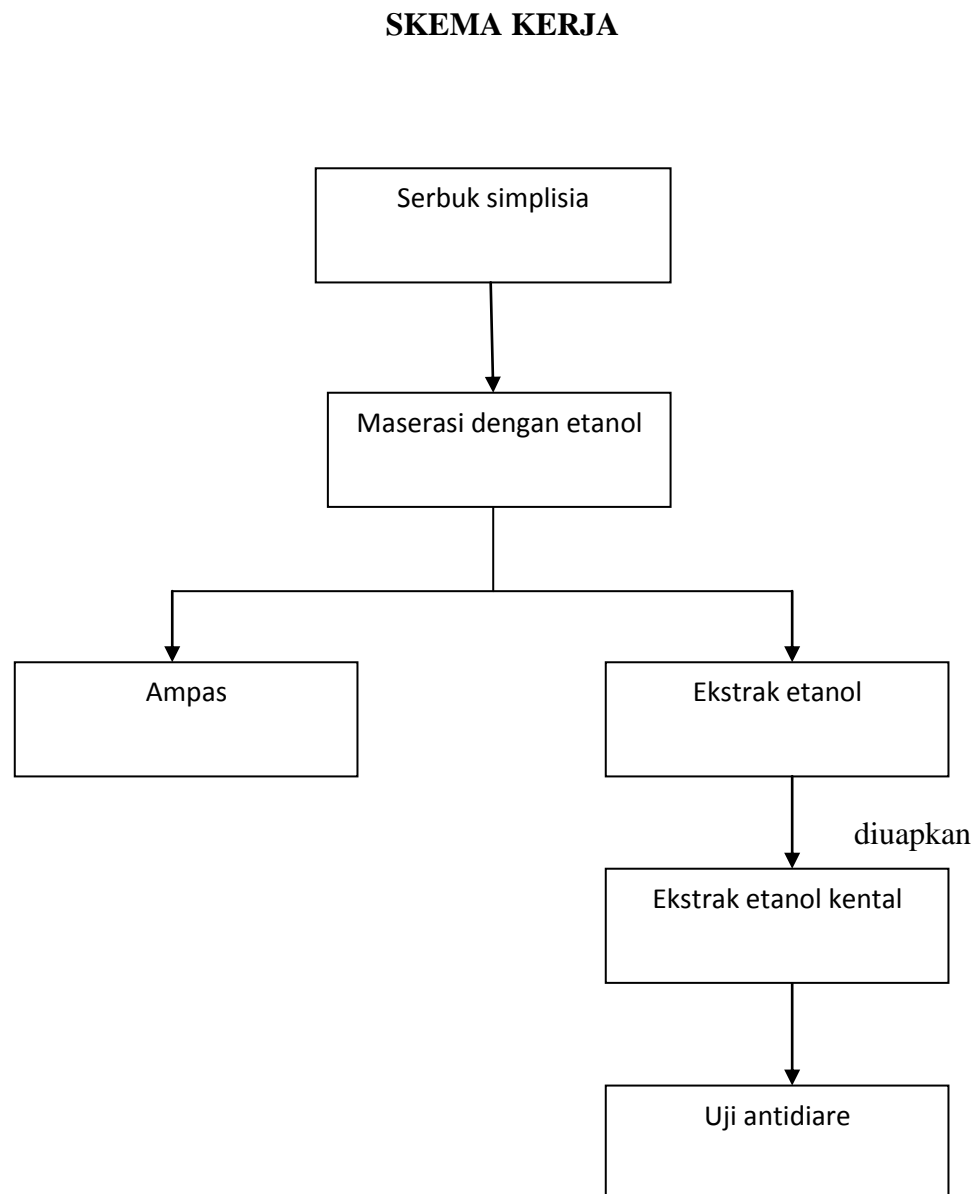 SKEMA KERJA
Serbuk simplisia
Maserasi dengan etanol
Ampas
Ekstrak etanol
diuapkan
Ekstrak etanol kental
Uji antidiare